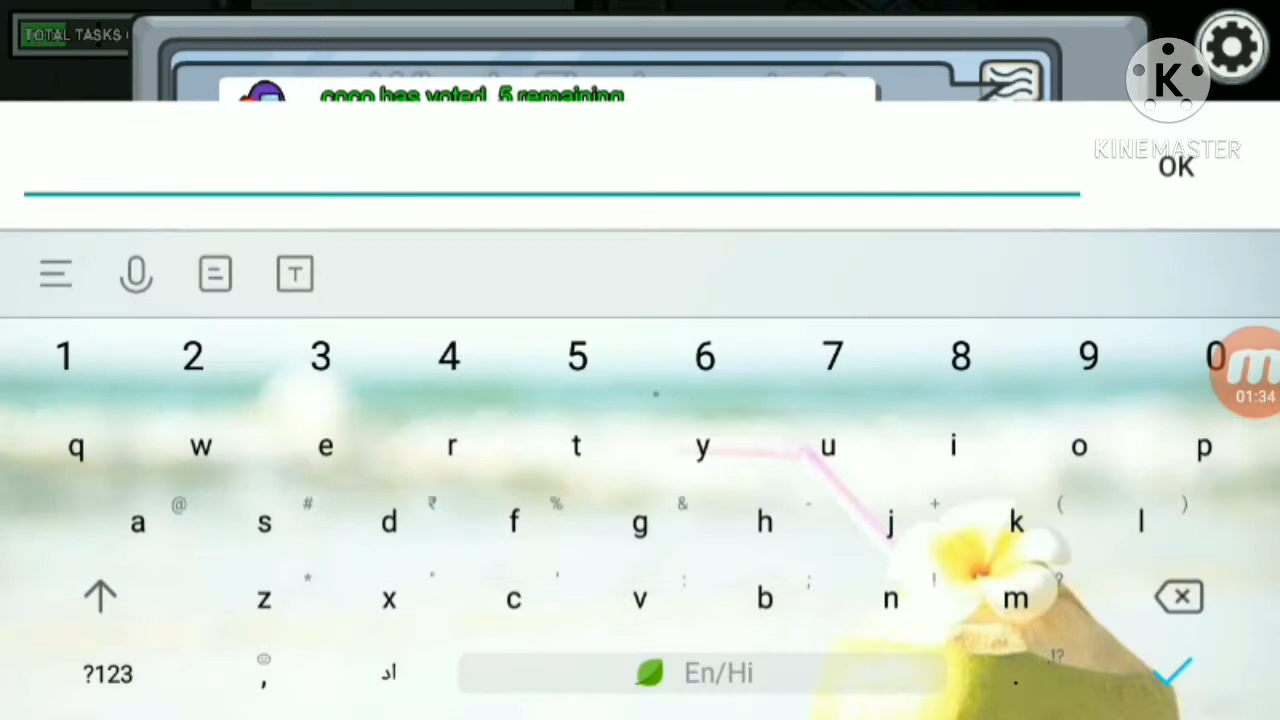 TOTAL TASKS
coco has voted. 5 remaining
K
KINEMASTER
OK
T
1 2 3 4 5 6 7 8 9 0
01:34
q w e r t y u i o p
@ # ₹ % & - + ( )
a s d f g h j k l
* " ' : ; ! ?
z x c v b n m
?123 , اد En/Hi . ,!?